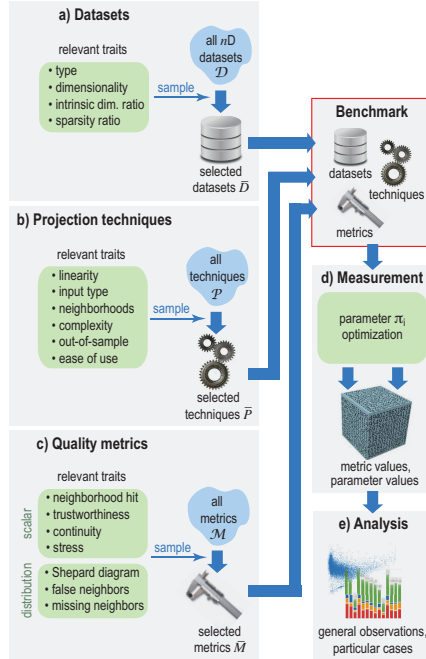 a) Datasets
relevant traits
• type
• dimensionality
• intrinsic dim. ratio
• sparsity ratio
sample
all nD
datasets
𝒟
selected
datasets D̄
b) Projection techniques
relevant traits
• linearity
• input type
• neighborhoods
• complexity
• out-of-sample
• ease of use
sample
all
techniques
𝒫
selected
techniques P̄
c) Quality metrics
relevant traits
scalar
• neighborhood hit
• trustworthiness
• continuity
• stress
distribution
• Shepard diagram
• false neighbors
• missing neighbors
sample
all
metrics
ℳ
selected
metrics M̄
Benchmark
datasets
techniques
metrics
d) Measurement
parameter πᵢ
optimization
metric values,
parameter values
e) Analysis
general observations,
particular cases